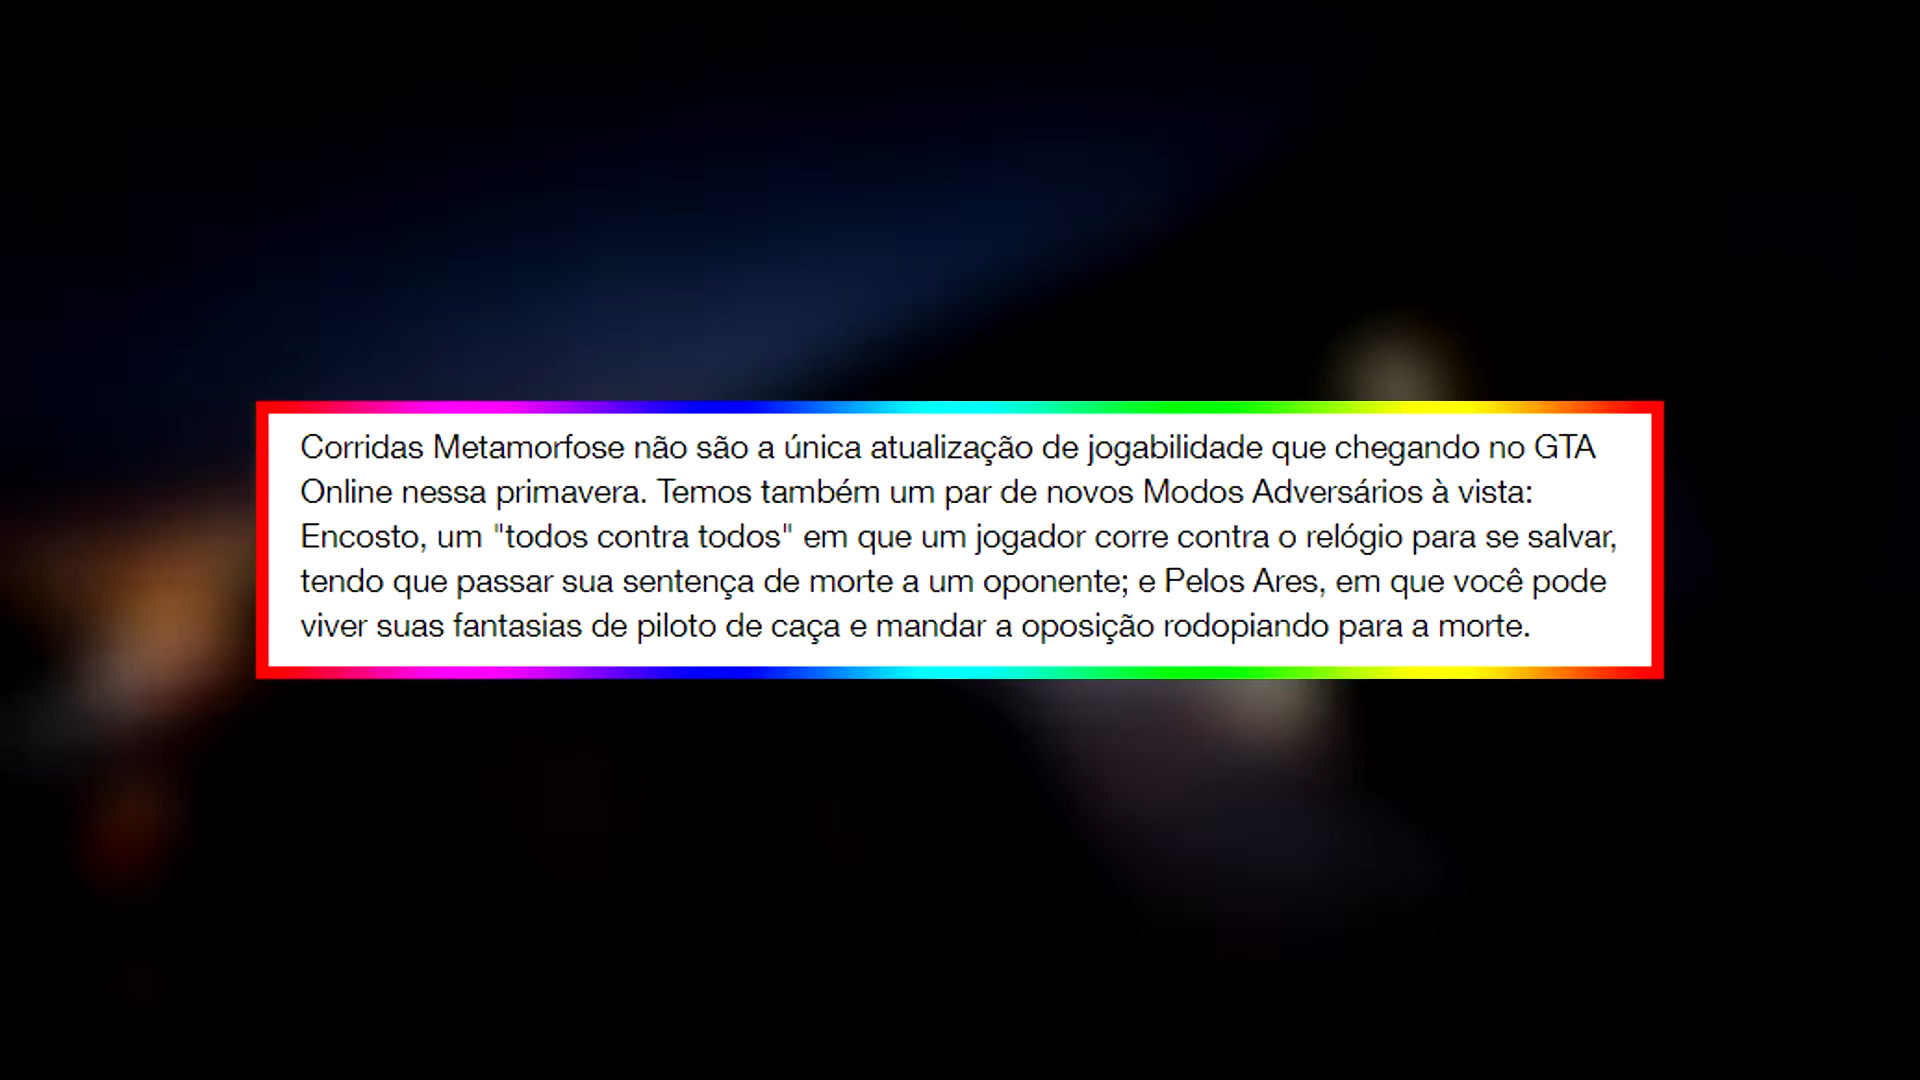 Corridas Metamorfose não são a única atualização de jogabilidade que chegando no GTA
Online nessa primavera. Temos também um par de novos Modos Adversários à vista:
Encosto, um "todos contra todos" em que um jogador corre contra o relógio para se salvar,
tendo que passar sua sentença de morte a um oponente; e Pelos Ares, em que você pode
viver suas fantasias de piloto de caça e mandar a oposição rodopiando para a morte.